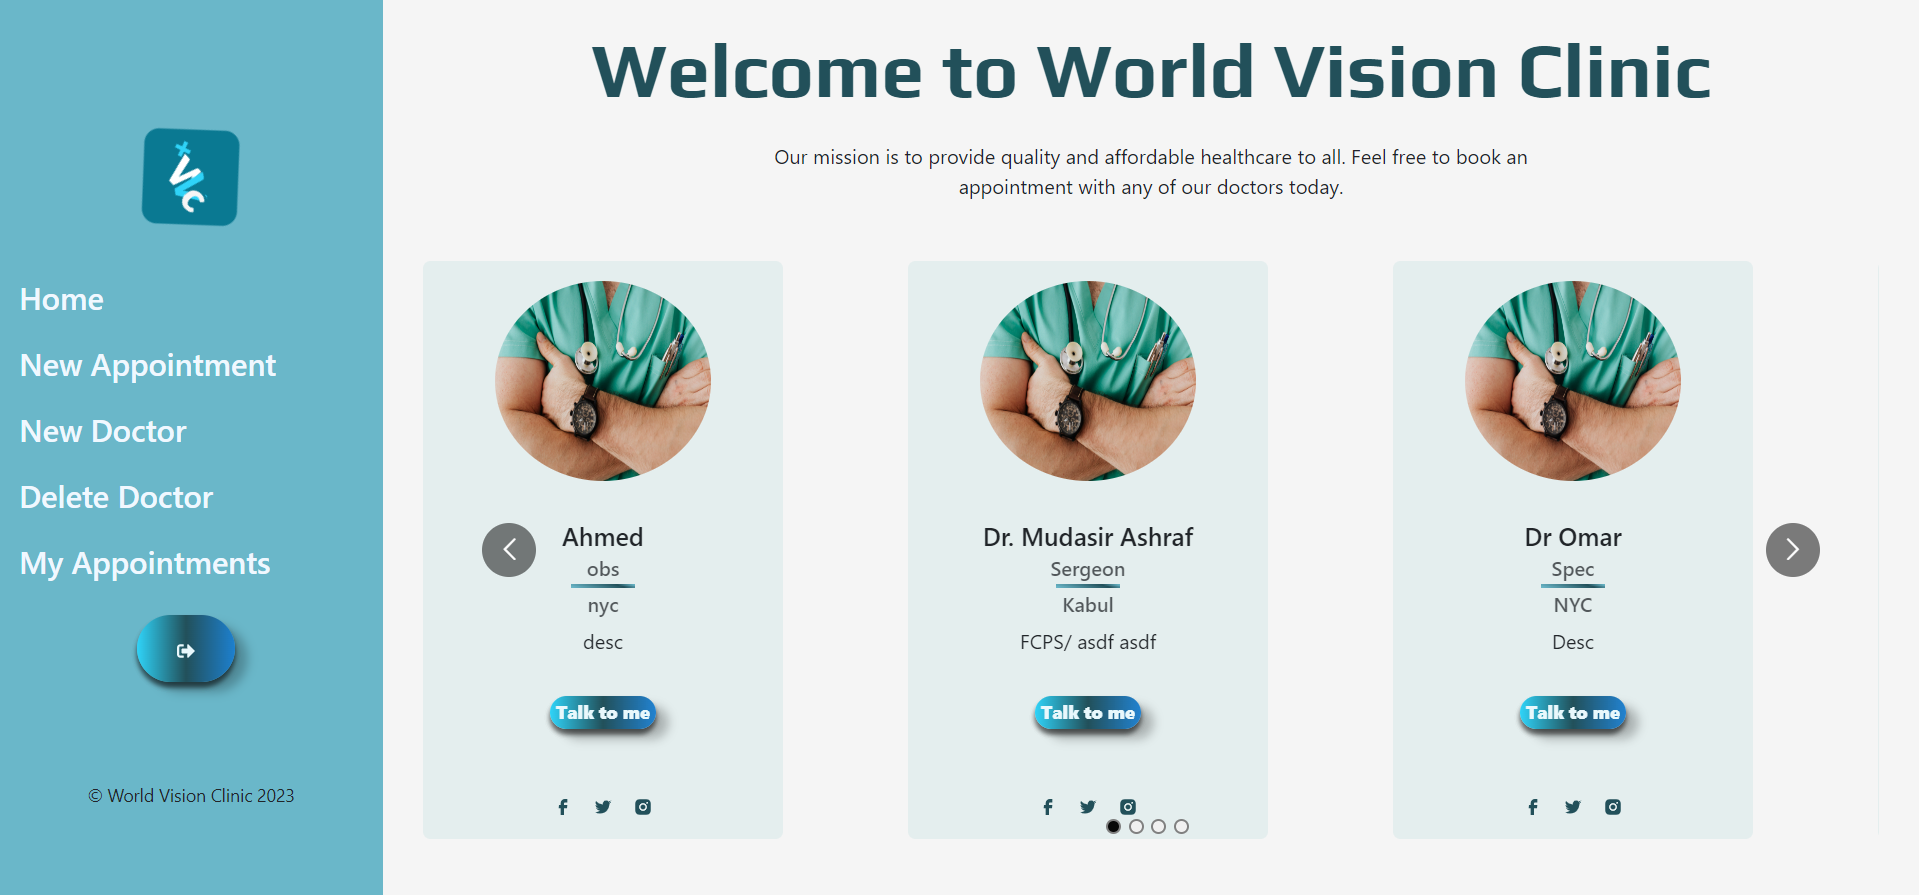 Home
New Appointment
New Doctor
Delete Doctor
My Appointments
© World Vision Clinic 2023
Welcome to World Vision Clinic
Our mission is to provide quality and affordable healthcare to all. Feel free to book an
appointment with any of our doctors today.
Ahmed
obs
nyc
desc
Talk to me
Dr. Mudasir Ashraf
Sergeon
Kabul
FCPS/ asdf asdf
Talk to me
Dr Omar
Spec
NYC
Desc
Talk to me